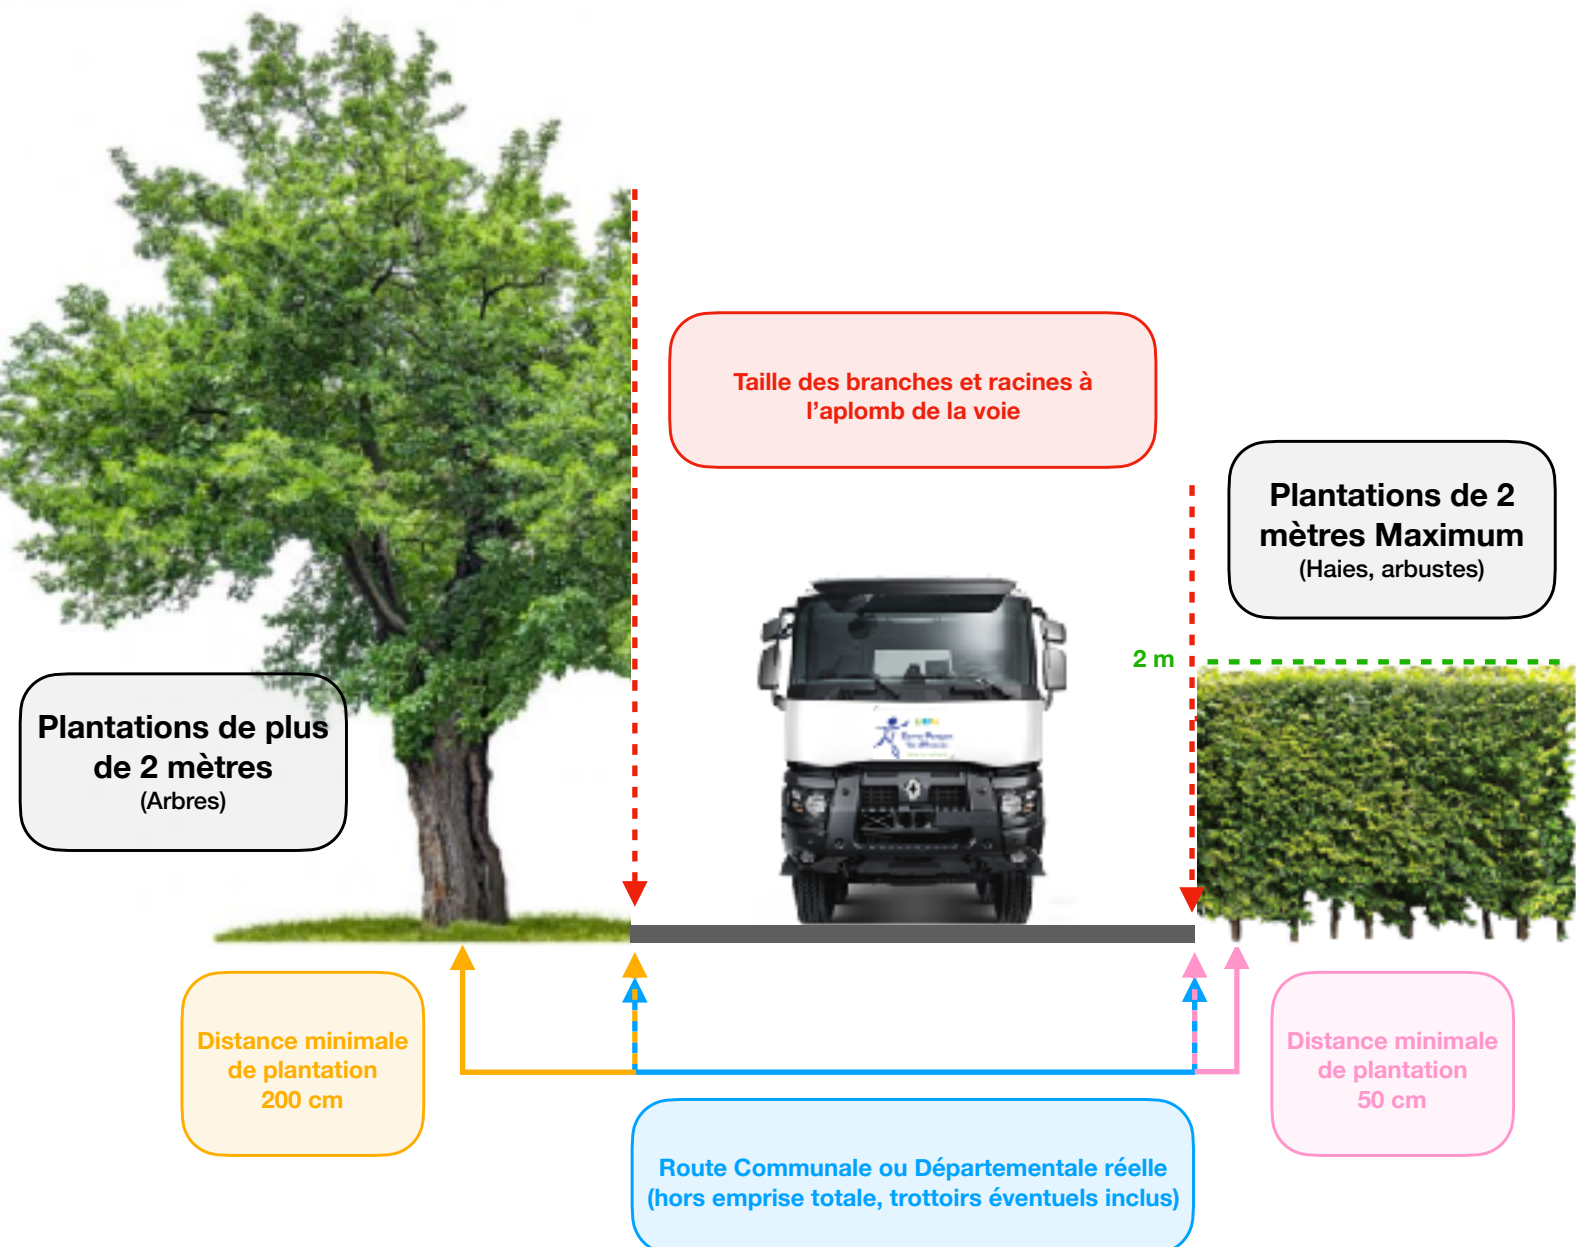 Taille des branches et racines à
l’aplomb de la voie
Plantations de 2
mètres Maximum
(Haies, arbustes)
2 m
Plantations de plus
de 2 mètres
(Arbres)
Distance minimale
de plantation
200 cm
Distance minimale
de plantation
50 cm
Route Communale ou Départementale réelle
(hors emprise totale, trottoirs éventuels inclus)